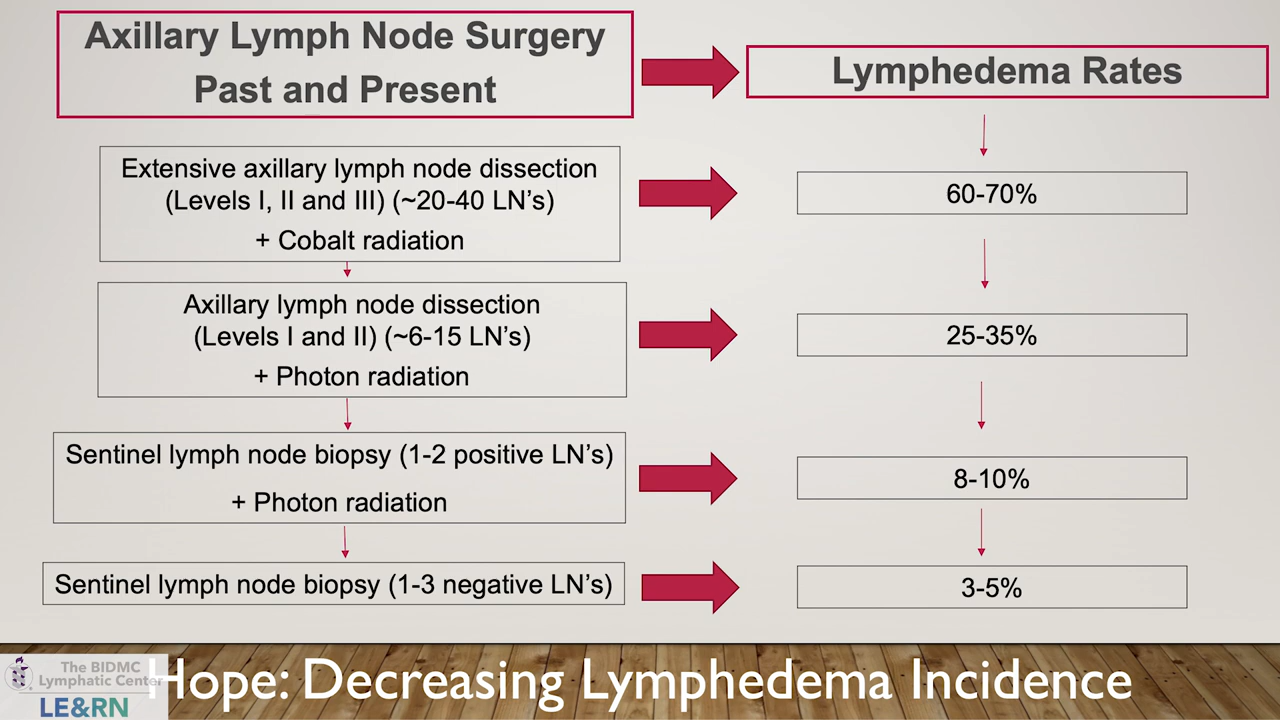 Axillary Lymph Node Surgery
Past and Present
Lymphedema Rates
Extensive axillary lymph node dissection
(Levels I, II and III) (~20-40 LN’s)
+ Cobalt radiation
60-70%
Axillary lymph node dissection
(Levels I and II) (~6-15 LN’s)
+ Photon radiation
25-35%
Sentinel lymph node biopsy (1-2 positive LN’s)
+ Photon radiation
8-10%
Sentinel lymph node biopsy (1-3 negative LN’s)
3-5%
Hope: Decreasing Lymphedema Incidence
The BIDMC
Lymphatic Center
LE&RN